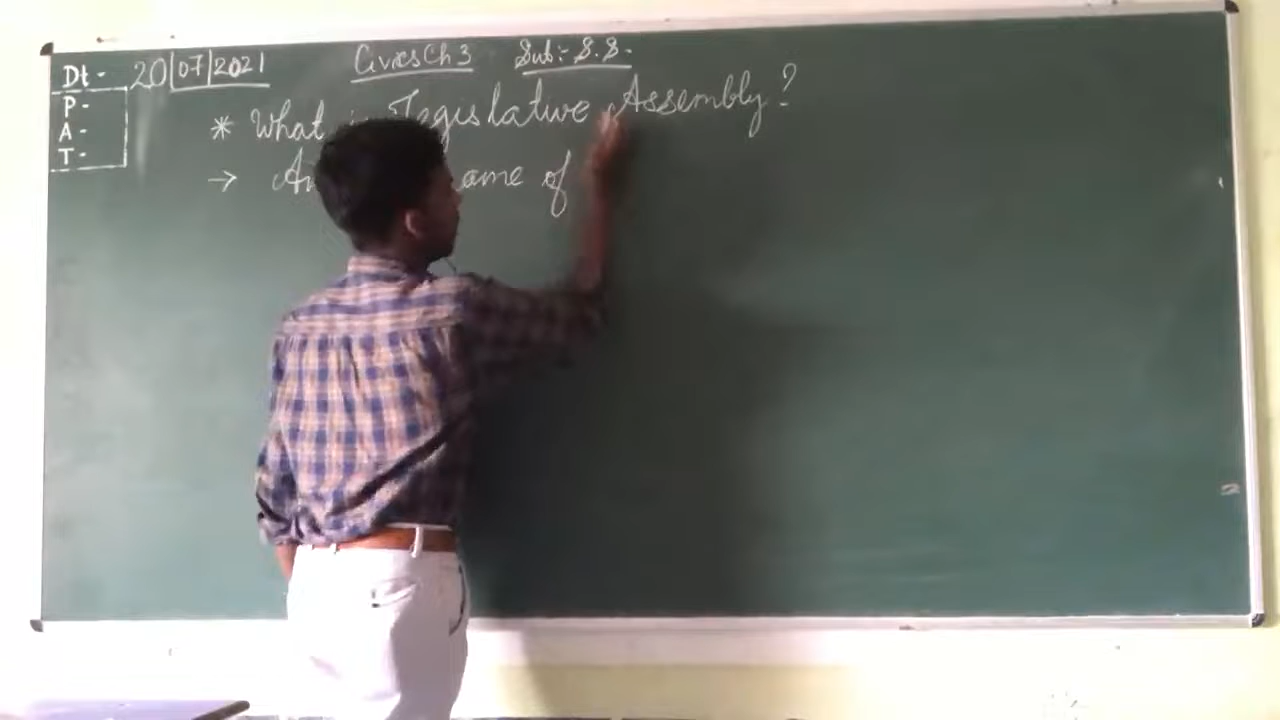 Dt - 20|07|2021 Civics Ch 3 Sub:- S.S.
P -
A -
T -
* What Legislative Assembly?
→ ame of